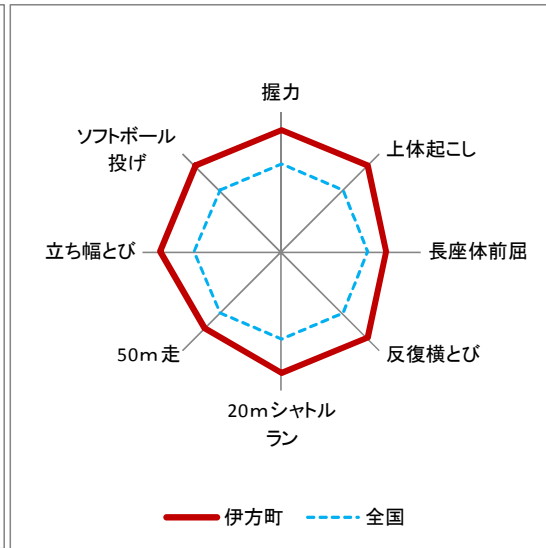 握力
上体起こし
長座体前屈
反復横とび
20mシャトル
ラン
50m走
立ち幅とび
ソフトボール
投げ
伊方町
全国